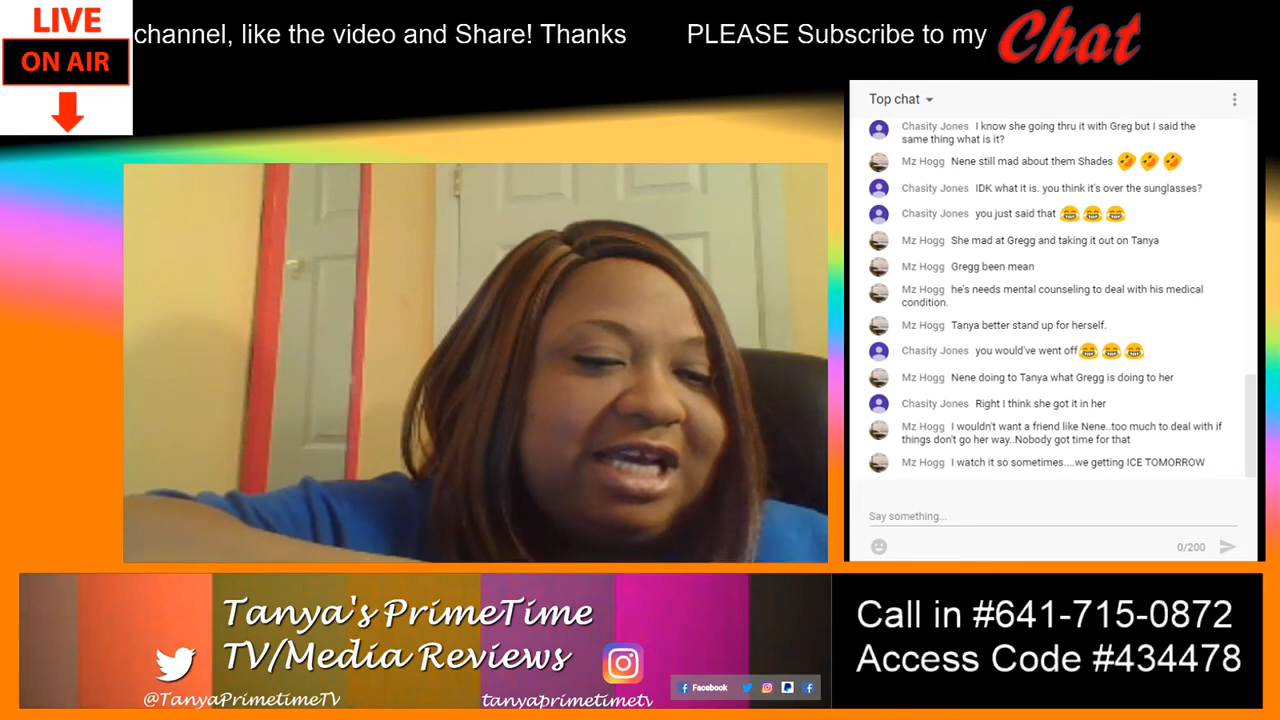 LIVE
ON AIR
channel, like the video and Share! Thanks PLEASE Subscribe to my
Chat
Top chat
Chasity Jones I know she going thru it with Greg but I said the
same thing what is it?
Mz Hogg Nene still mad about them Shades 🤣 🤣 🤣
Chasity Jones IDK what it is. you think it's over the sunglasses?
Chasity Jones you just said that 😂 😂 😂
Mz Hogg She mad at Gregg and taking it out on Tanya
Mz Hogg Gregg been mean
Mz Hogg he's needs mental counseling to deal with his medical
condition.
Mz Hogg Tanya better stand up for herself.
Chasity Jones you would've went off 😂 😂 😂
Mz Hogg Nene doing to Tanya what Gregg is doing to her
Chasity Jones Right I think she got it in her
Mz Hogg I wouldn't want a friend like Nene..too much to deal with if
things don't go her way..Nobody got time for that
Mz Hogg I watch it so sometimes....we getting ICE TOMORROW
Say something...
0/200
Tanya's PrimeTime
TV/Media Reviews
@TanyaPrimetimeTV
tanyaprimetimetv
Facebook
Call in #641-715-0872
Access Code #434478